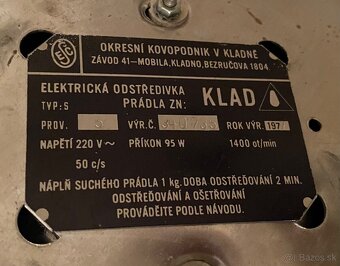 OKRESNÍ KOVOPODNIK V KLADNĚ
ZÁVOD 41-MOBILA, KLADNO, BEZRUČOVA 1804.
ELEKTRICKÁ ODSTŘEDIVKA
PRÁDLA ZN: KLAD
TYP: S
PROV. S VÝR.Č. ROK VÝR. 197
NAPĚTÍ 220 V~ PŘÍKON 95 W 1400 ot/min
50 c/s
NÁPLŇ SUCHÉHO PRÁDLA 1 kg. DOBA ODSTŘEĎOVÁNÍ 2 MIN.
ODSTŘEĎOVÁNÍ A OŠETŘOVÁNÍ
PROVÁDĚJTE PODLE NÁVODU.
© Bazos.sk